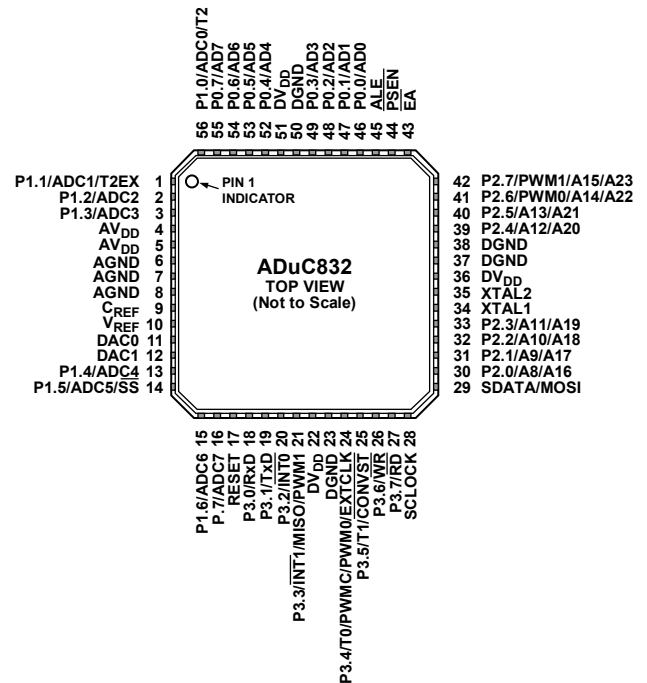 56 P1.0/ADC0/T2
55 P0.7/AD7
54 P0.6/AD6
53 P0.5/AD5
52 P0.4/AD4
51 DVDD
50 DGND
49 P0.3/AD3
48 P0.2/AD2
47 P0.1/AD1
46 P0.0/AD0
45 ALE
44 PSEN
43 EA
P1.1/ADC1/T2EX 1
P1.2/ADC2 2
P1.3/ADC3 3
AVDD 4
AVDD 5
AGND 6
AGND 7
AGND 8
CREF 9
VREF 10
DAC0 11
DAC1 12
P1.4/ADC4 13
P1.5/ADC5/SS 14
PIN 1
INDICATOR
ADuC832
TOP VIEW
(Not to Scale)
42 P2.7/PWM1/A15/A23
41 P2.6/PWM0/A14/A22
40 P2.5/A13/A21
39 P2.4/A12/A20
38 DGND
37 DGND
36 DVDD
35 XTAL2
34 XTAL1
33 P2.3/A11/A19
32 P2.2/A10/A18
31 P2.1/A9/A17
30 P2.0/A8/A16
29 SDATA/MOSI
P1.6/ADC6 15
P.7/ADC7 16
RESET 17
P3.0/RxD 18
P3.1/TxD 19
P3.2/INT0 20
P3.3/INT1/MISO/PWM1 21
DVDD 22
DGND 23
P3.4/T0/PWMC/PWM0/EXTCLK 24
P3.5/T1/CONVST 25
P3.6/WR 26
P3.7/RD 27
SCLOCK 28